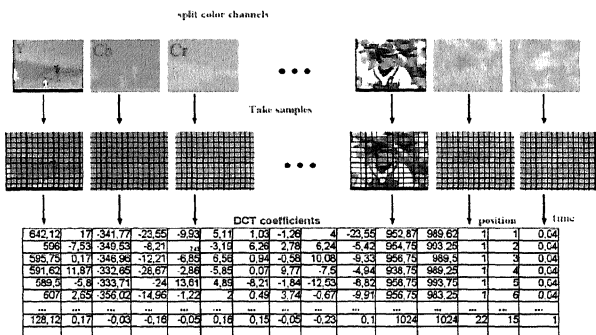 split color channels
Y Cb Cr
Take samples
DCT coefficients position time
642,12 17 -341,77 -23,55 -9,93 5,11 1,03 -1,26 4 -23,55 952,87 989,62 1 1 0,04
596 -7,53 -349,53 -8,21 -3,19 6,26 2,78 6,24 -5,42 954,75 993,25 1 2 0,04
595,75 0,17 -346,96 -12,21 -6,85 6,56 0,94 -0,58 10,08 -9,33 956,75 989,5 1 3 0,04
591,62 11,87 -332,65 -28,67 -2,86 -5,85 0,07 9,77 -7,5 -4,94 938,75 989,25 1 4 0,04
589,5 -5,8 -333,71 -24 13,61 4,89 -8,21 -1,84 -12,53 -6,82 958,75 993,75 1 5 0,04
607 2,65 -356,02 -14,96 -1,22 2 0,49 3,74 -0,67 -9,91 956,75 983,25 1 6 0,04
... ... ... ... ... ... ... ... ... ... ... ... ... ... ...
128,12 0,17 -0,03 -0,16 -0,05 0,16 0,15 -0,05 -0,23 0,1 1024 1024 22 15 1